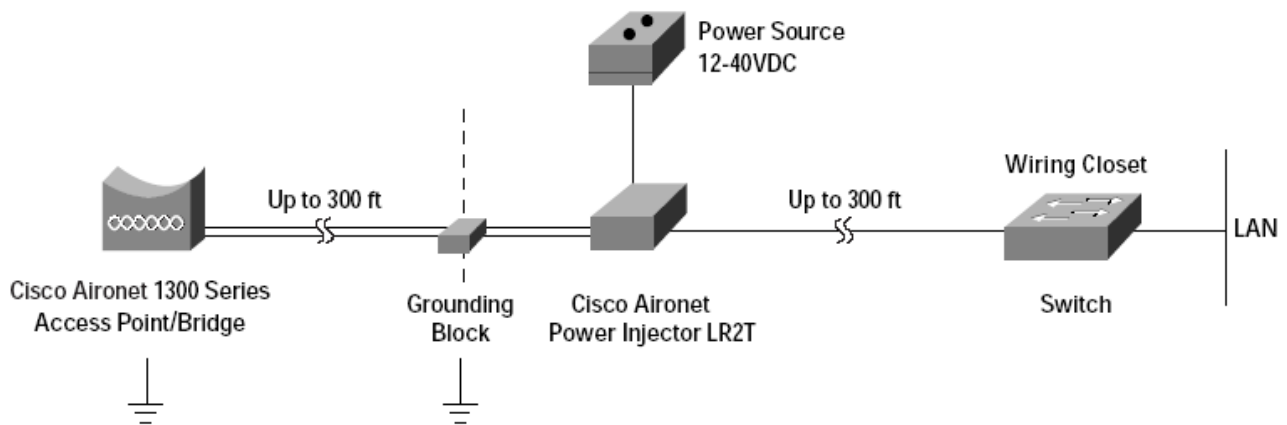 Power Source
12-40VDC
Wiring Closet
Up to 300 ft
Up to 300 ft
LAN
Cisco Aironet 1300 Series
Access Point/Bridge
Grounding
Block
Cisco Aironet
Power Injector LR2T
Switch